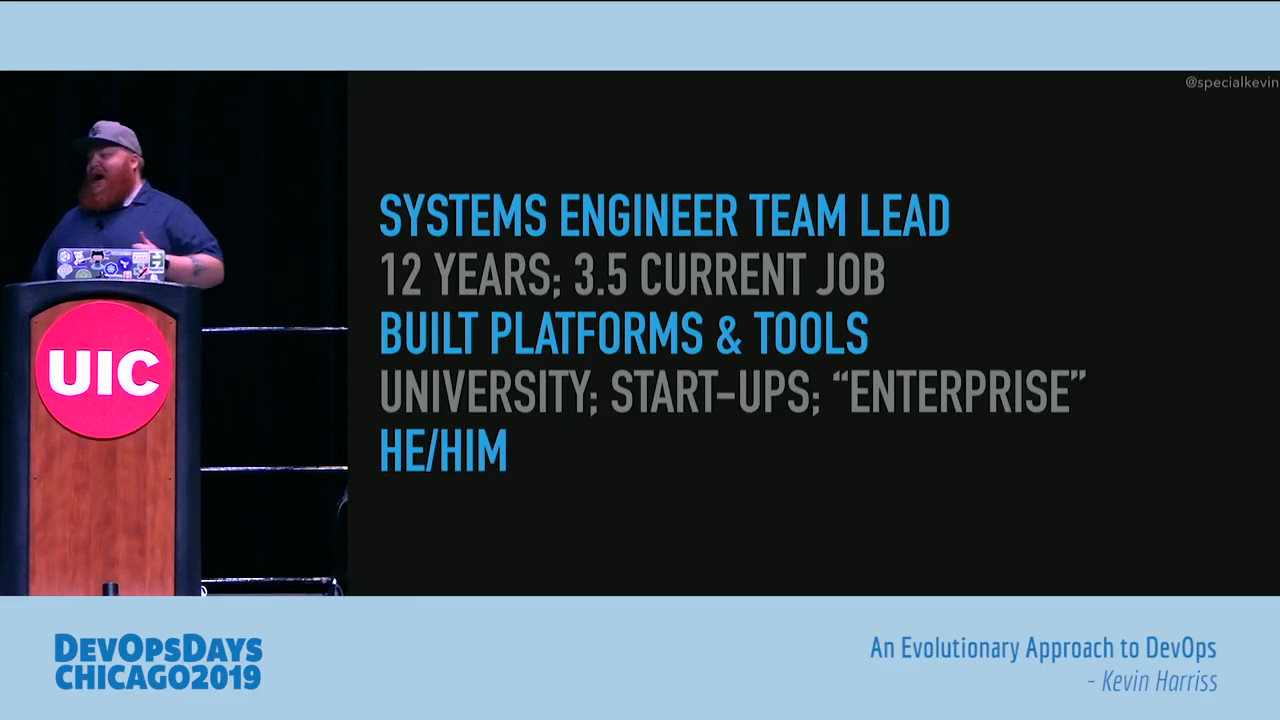 @specialkevin
SYSTEMS ENGINEER TEAM LEAD
12 YEARS; 3.5 CURRENT JOB
BUILT PLATFORMS & TOOLS
UNIVERSITY; START-UPS; “ENTERPRISE”
HE/HIM
UIC
DEVOPSDAYS
CHICAGO2019
An Evolutionary Approach to DevOps
- Kevin Harriss